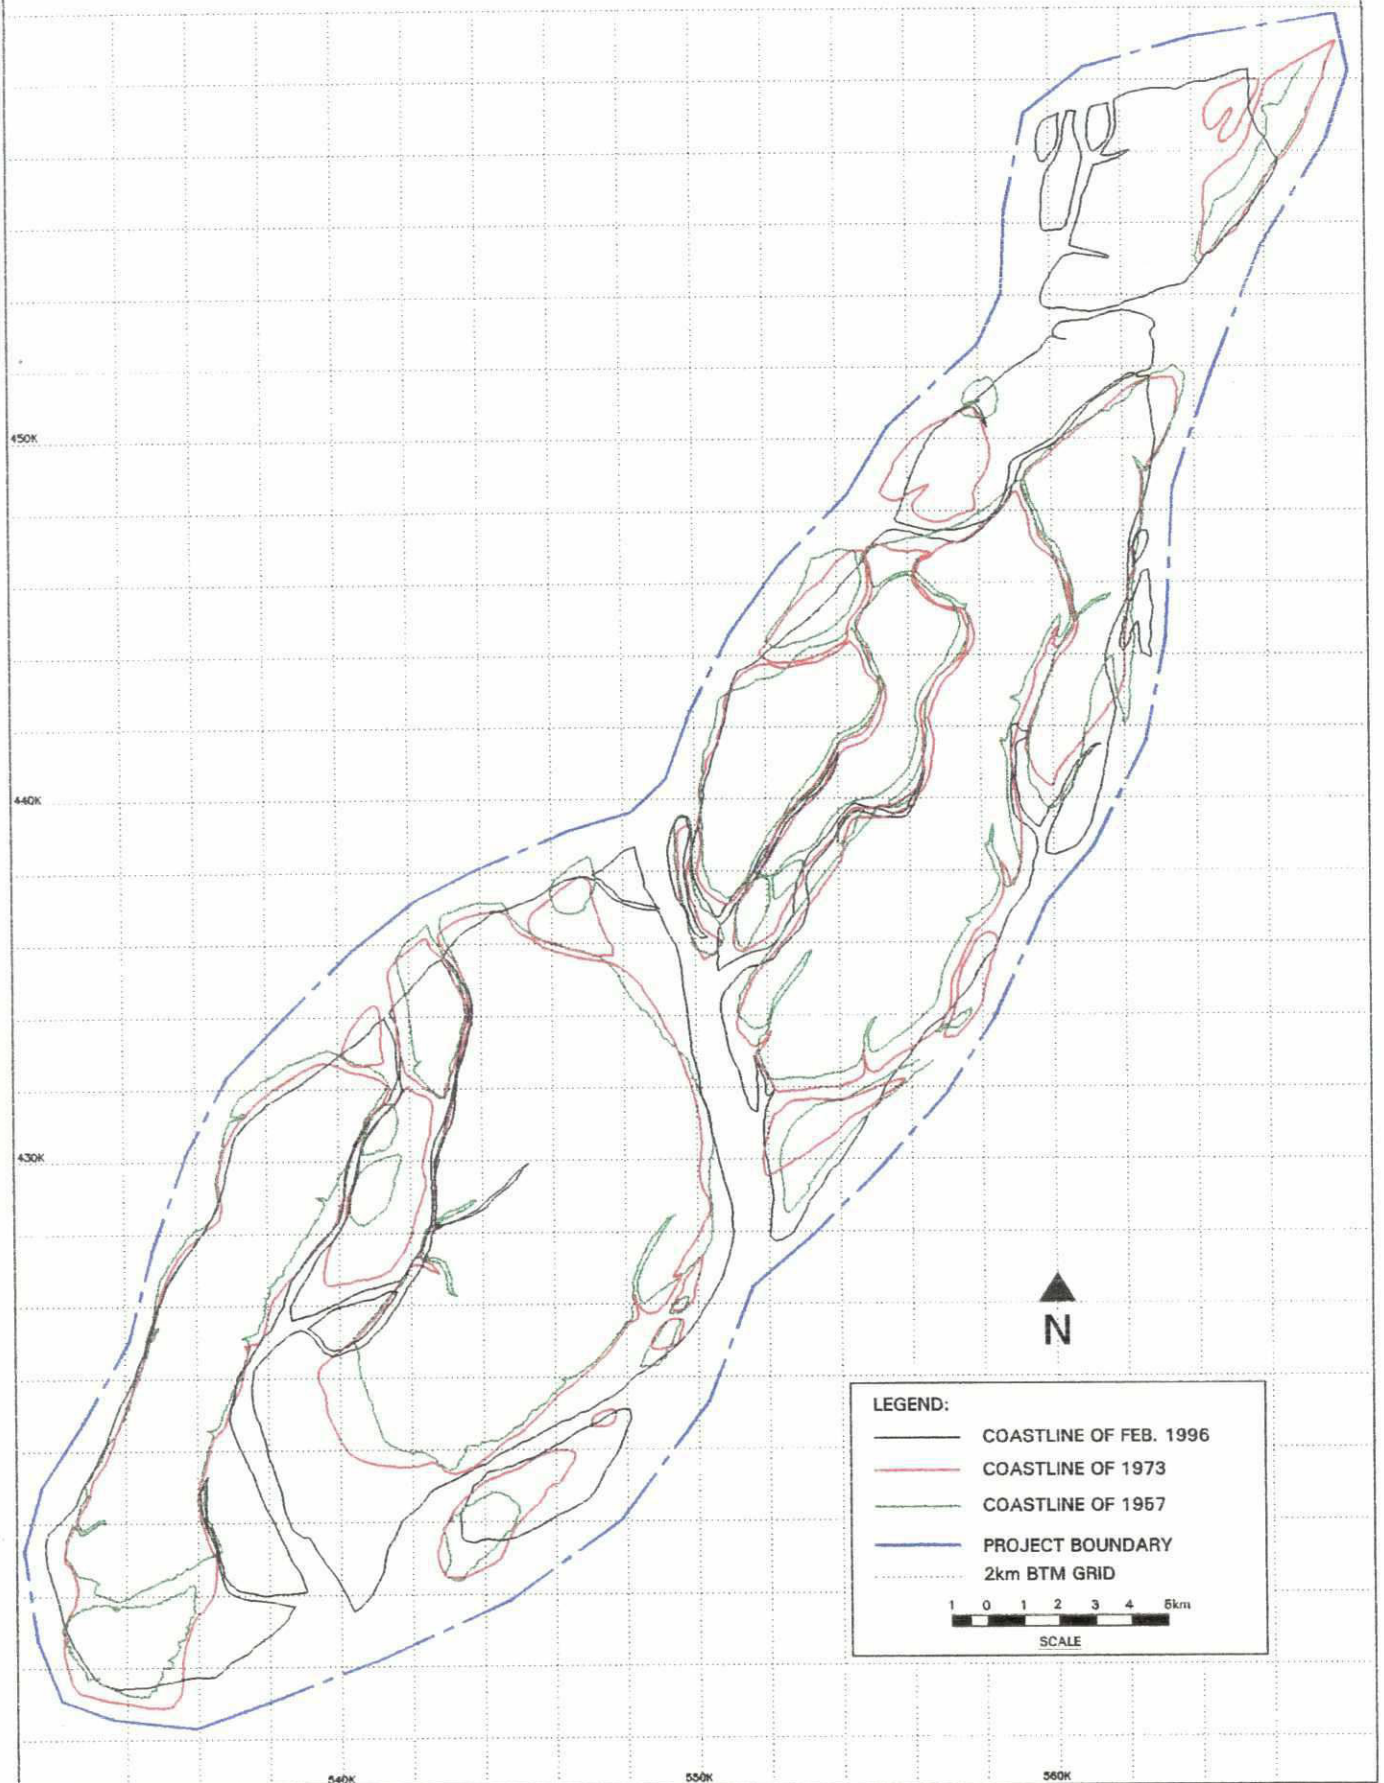 450K
440K
430K
N
LEGEND:
COASTLINE OF FEB. 1996
COASTLINE OF 1973
COASTLINE OF 1957
PROJECT BOUNDARY
2km BTM GRID
1 0 1 2 3 4 5km
SCALE
540K 550K 560K